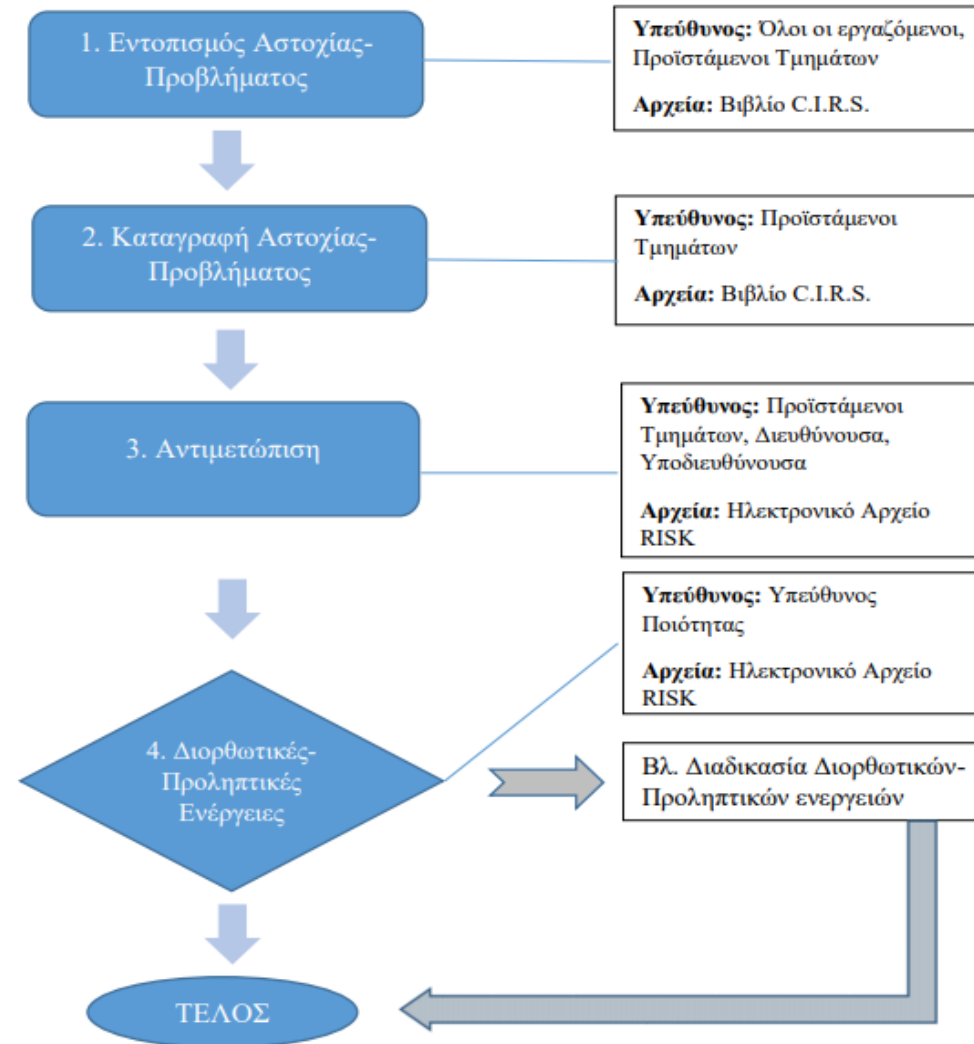 1. Εντοπισμός Αστοχίας-
Προβλήματος
Υπεύθυνος: Όλοι οι εργαζόμενοι,
Προϊστάμενοι Τμημάτων
Αρχεία: Βιβλίο C.I.R.S.
2. Καταγραφή Αστοχίας-
Προβλήματος
Υπεύθυνος: Προϊστάμενοι
Τμημάτων
Αρχεία: Βιβλίο C.I.R.S.
3. Αντιμετώπιση
Υπεύθυνος: Προϊστάμενοι
Τμημάτων, Διευθύνουσα,
Υποδιευθύνουσα
Αρχεία: Ηλεκτρονικό Αρχείο
RISK
4. Διορθωτικές-
Προληπτικές
Ενέργειες
Υπεύθυνος: Υπεύθυνος
Ποιότητας
Αρχεία: Ηλεκτρονικό Αρχείο
RISK
Βλ. Διαδικασία Διορθωτικών-
Προληπτικών ενεργειών
ΤΕΛΟΣ